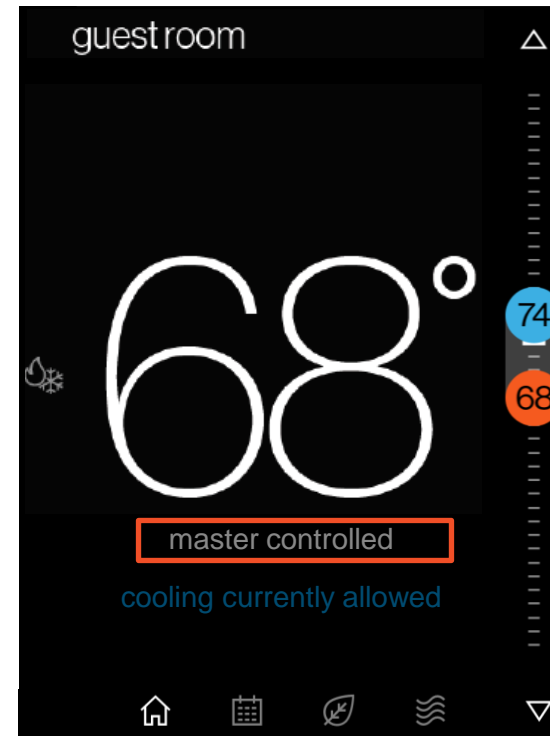 guest room
68°
74
68
master controlled
cooling currently allowed